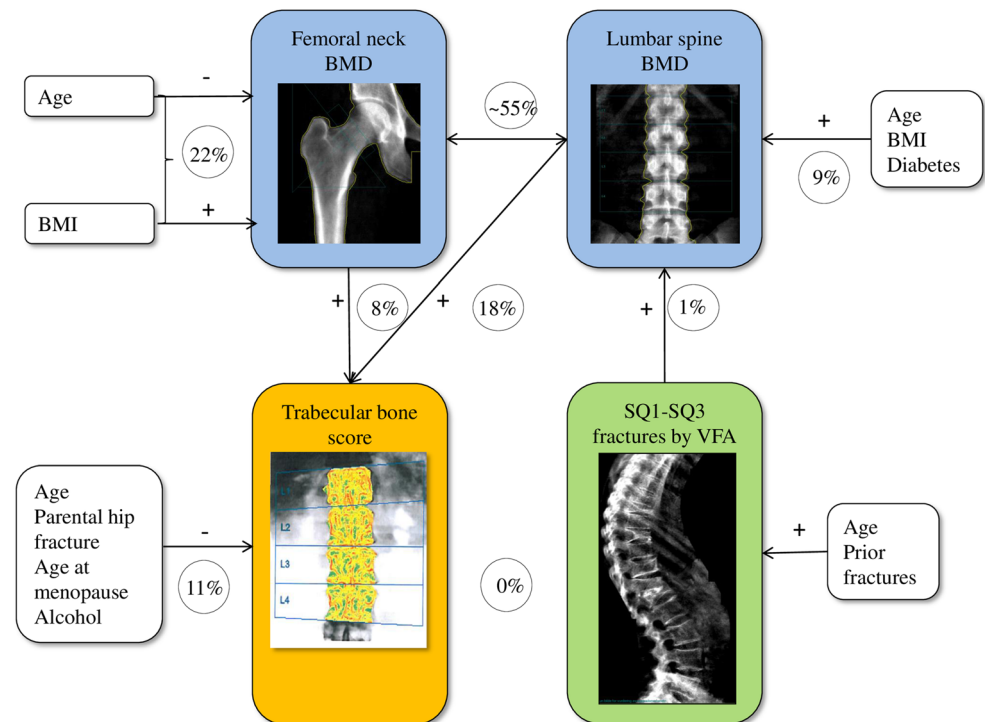 Femoral neck
BMD
Lumbar spine
BMD
-
Age
~55%
+
Age
BMI
Diabetes
22%
9%
+
BMI
+
8%
+
18%
+
1%
Trabecular bone
score
SQ1-SQ3
fractures by VFA
L1
L2
L3
L4
Age
Parental hip
fracture
Age at
menopause
Alcohol
-
11%
0%
+
Age
Prior
fractures